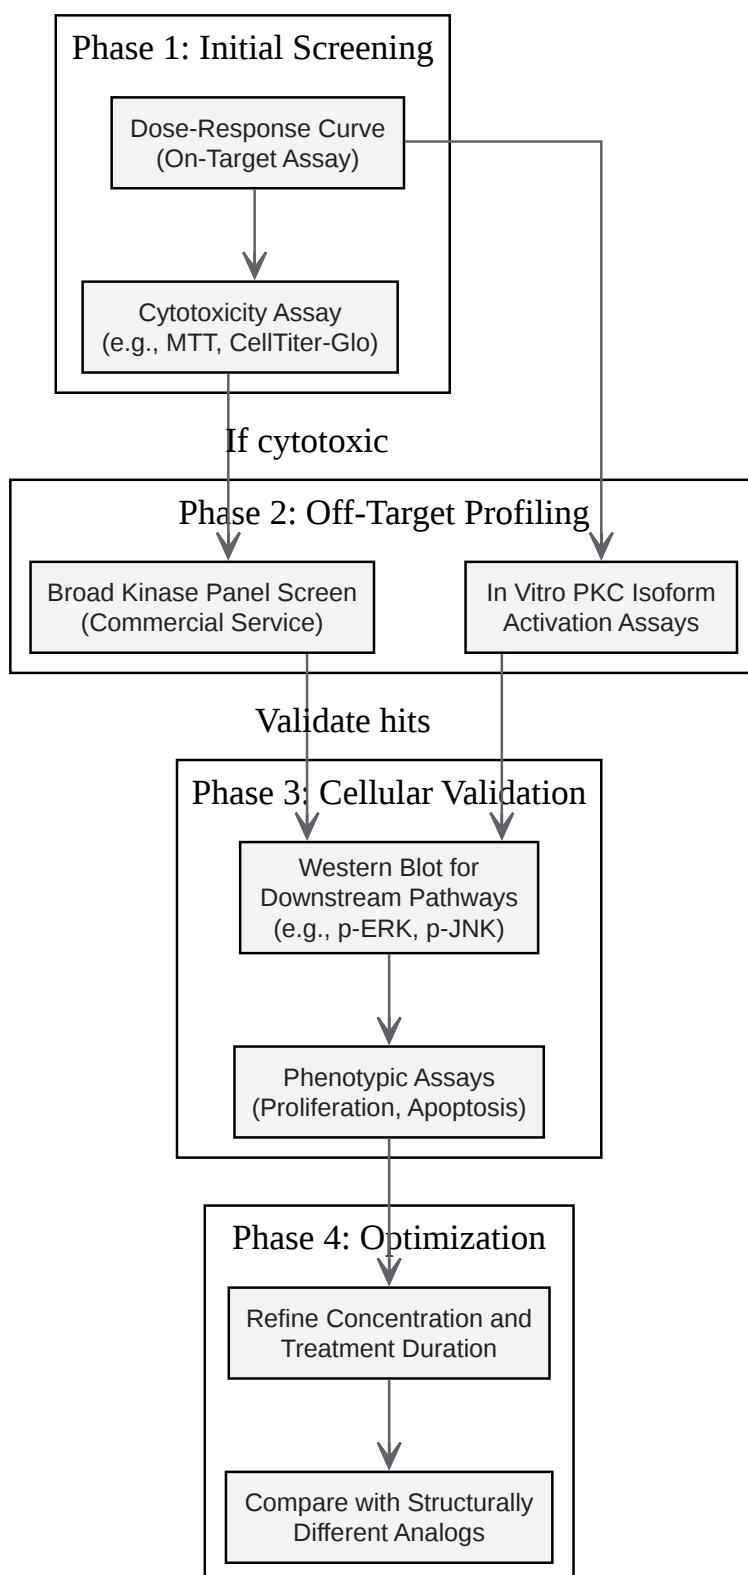 Phase 1: Initial Screening
Dose-Response Curve
(On-Target Assay)
Cytotoxicity Assay
(e.g., MTT, CellTiter-Glo)
If cytotoxic
Phase 2: Off-Target Profiling
Broad Kinase Panel Screen
(Commercial Service)
In Vitro PKC Isoform
Activation Assays
Validate hits
Phase 3: Cellular Validation
Western Blot for
Downstream Pathways
(e.g., p-ERK, p-JNK)
Phenotypic Assays
(Proliferation, Apoptosis)
Phase 4: Optimization
Refine Concentration and
Treatment Duration
Compare with Structurally
Different Analogs